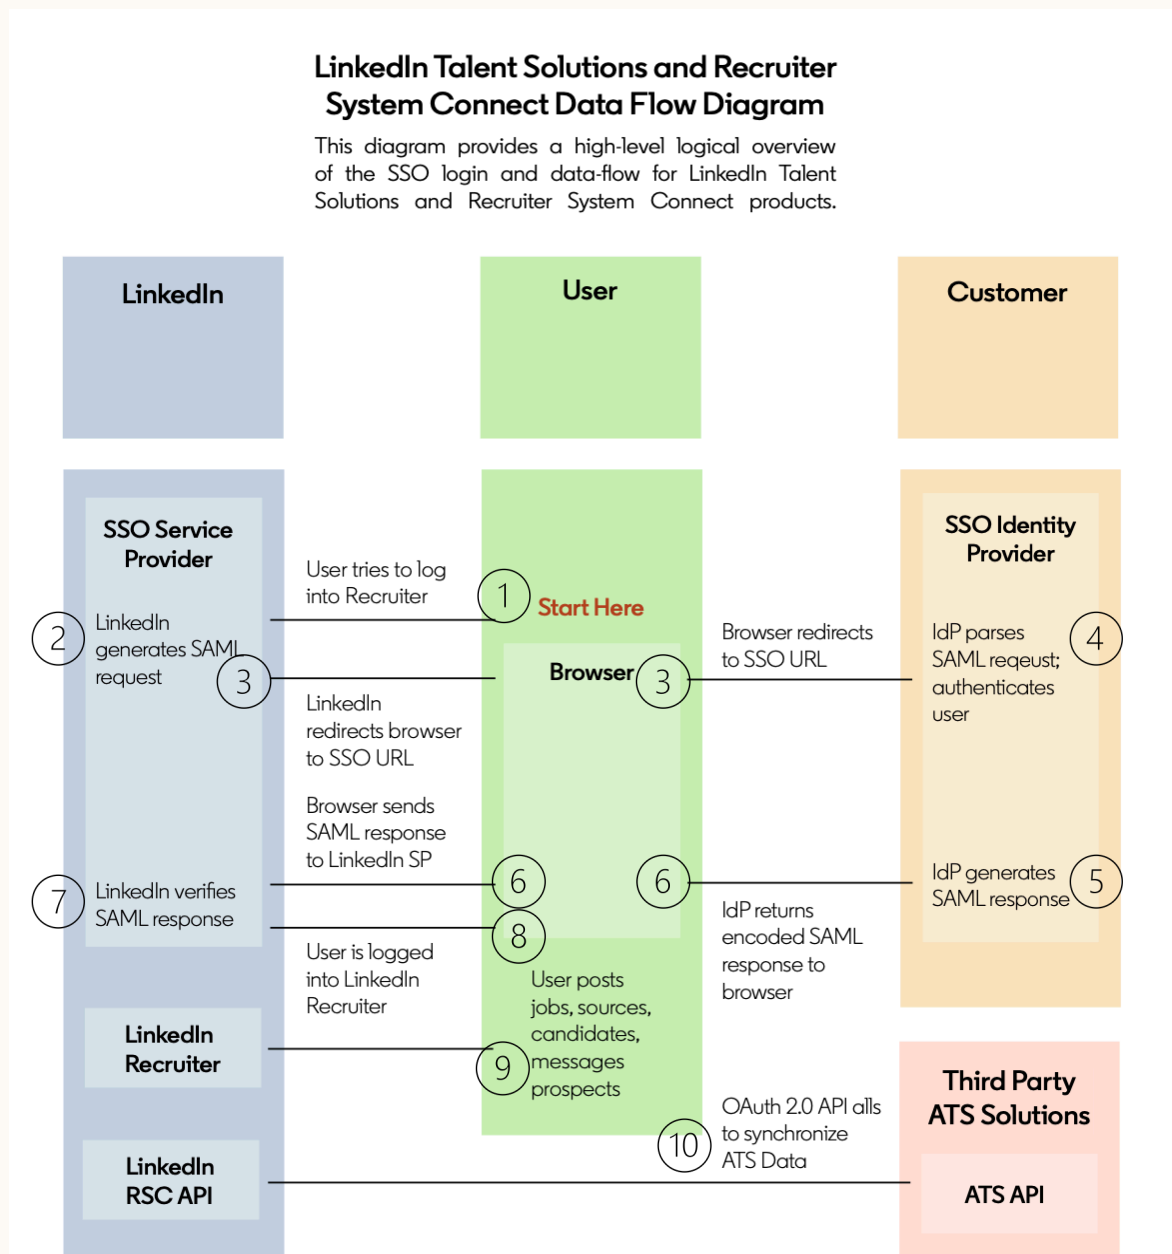 LinkedIn Talent Solutions and Recruiter
System Connect Data Flow Diagram
This diagram provides a high-level logical overview
of the SSO login and data-flow for LinkedIn Talent
Solutions and Recruiter System Connect products.
LinkedIn
User
Customer
SSO Service
Provider
SSO Identity
Provider
User tries to log
into Recruiter
1
Start Here
2
LinkedIn
generates SAML
request
3
Browser
3
Browser redirects
to SSO URL
IdP parses
SAML reqeust;
authenticates
user
4
LinkedIn
redirects browser
to SSO URL
Browser sends
SAML response
to LinkedIn SP
6
6
IdP generates
SAML response
5
7
LinkedIn verifies
SAML response
8
IdP returns
encoded SAML
response to
browser
User is logged
into LinkedIn
Recruiter
User posts
jobs, sources,
candidates,
messages
prospects
LinkedIn
Recruiter
9
Third Party
ATS Solutions
OAuth 2.0 API alls
to synchronize
ATS Data
10
LinkedIn
RSC API
ATS API